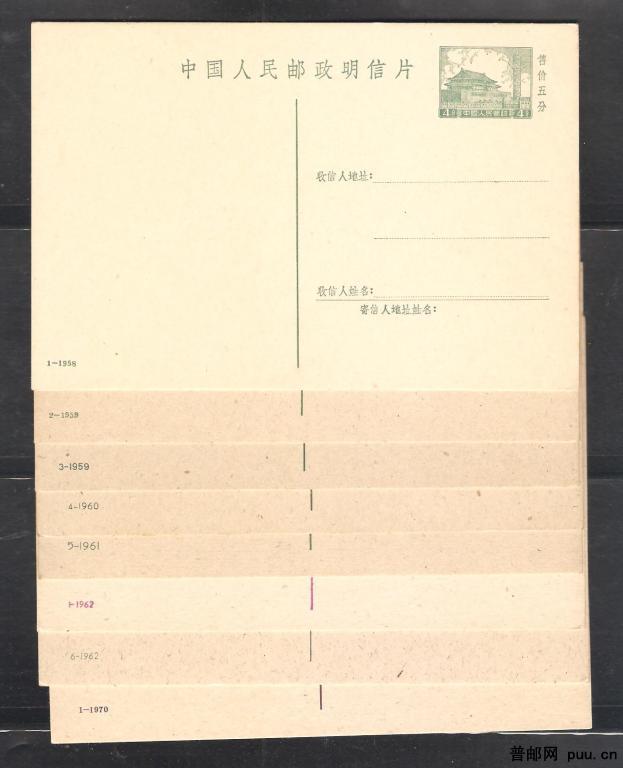 中国人民邮政明信片
售价五分
4分 中国人民邮政 4分
收信人地址:
收信人姓名:
寄信人地址姓名:
1—1958
2—1959
3-1959
4-1960
5-1961
1-1962
6-1962
1—1970
普邮网 puu.cn